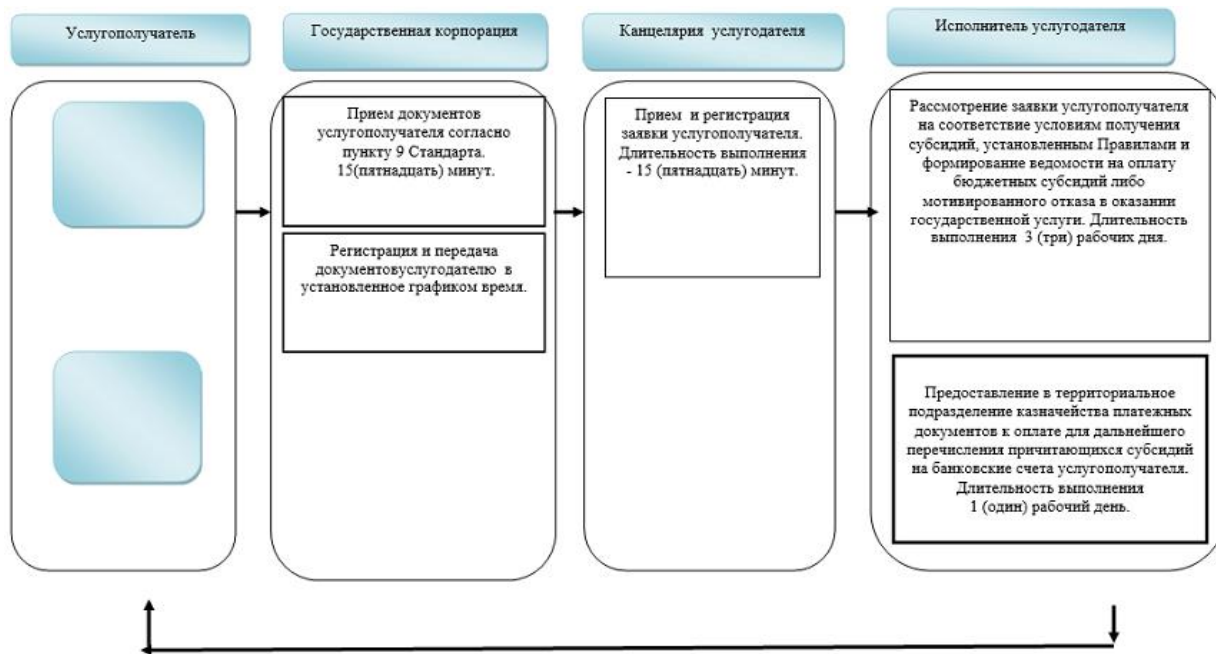 Услугополучатель
Государственная корпорация
Канцелярия услугодателя
Исполнитель услугодателя
Прием документов
услугополучателя согласно
пункту 9 Стандарта.
15(пятнадцать) минут.
Регистрация и передача
документовуслугодателю в
установленное графиком время.
Прием и регистрация
заявки услугополучателя.
Длительность выполнения
- 15 (пятнадцать) минут.
Рассмотрение заявки услугополучателя
на соответствие условиям получения
субсидий, установленным Правилами и
формирование ведомости на оплату
бюджетных субсидий либо
мотивированного отказа в оказании
государственной услуги. Длительность
выполнения 3 (три) рабочих дня.
Предоставление в территориальное
подразделение казначейства платежных
документов к оплате для дальнейшего
перечисления причитающихся субсидий
на банковские счета услугополучателя.
Длительность выполнения
1 (один) рабочий день.